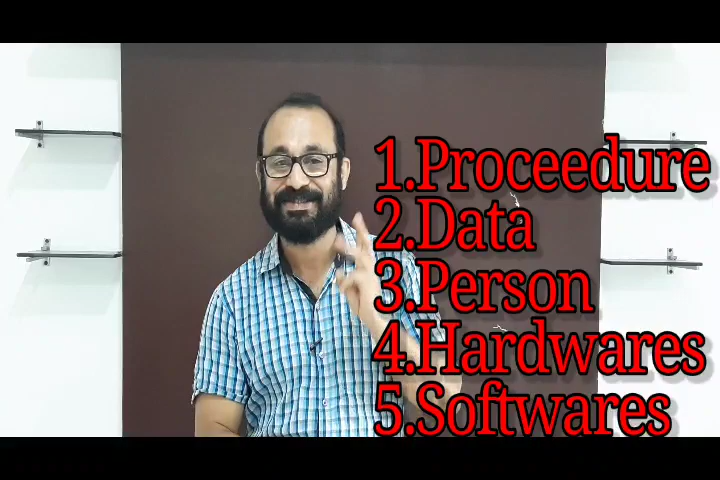 1.Proceedure
2.Data
3.Person
4.Hardwares
5.Softwares